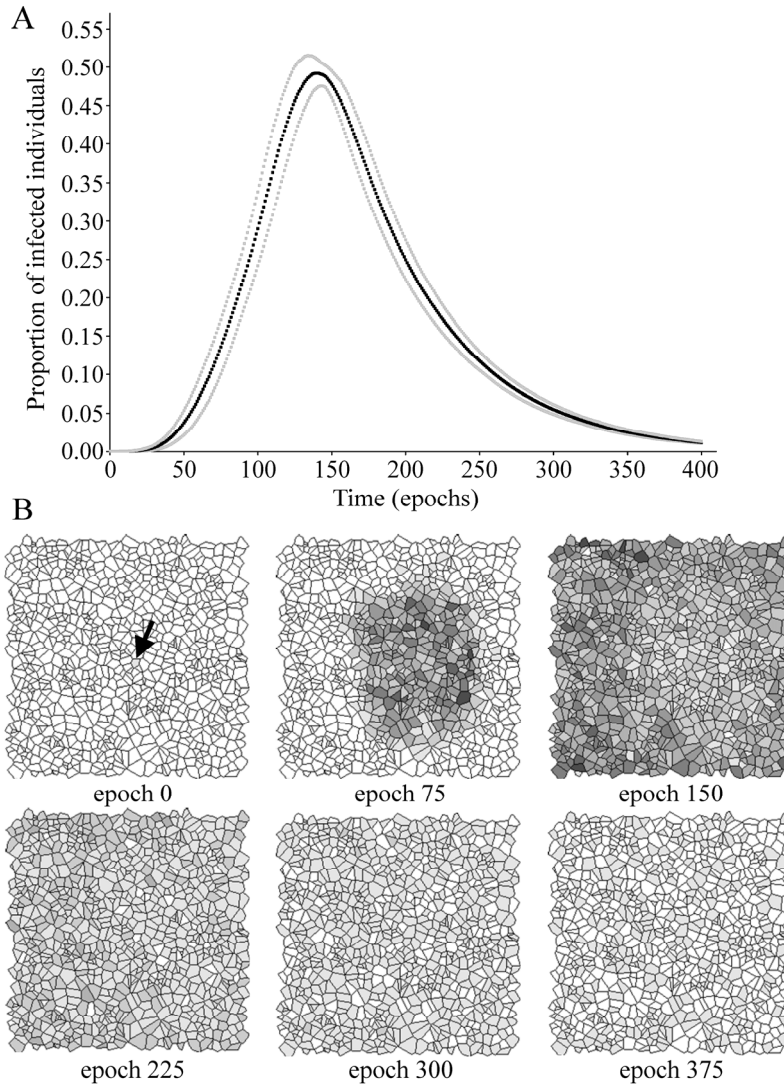 A
Proportion of infected individuals
0.55
0.50
0.45
0.40
0.35
0.30
0.25
0.20
0.15
0.10
0.05
0.00
0 50 100 150 200 250 300 350 400
Time (epochs)
B
epoch 0 epoch 75 epoch 150
epoch 225 epoch 300 epoch 375